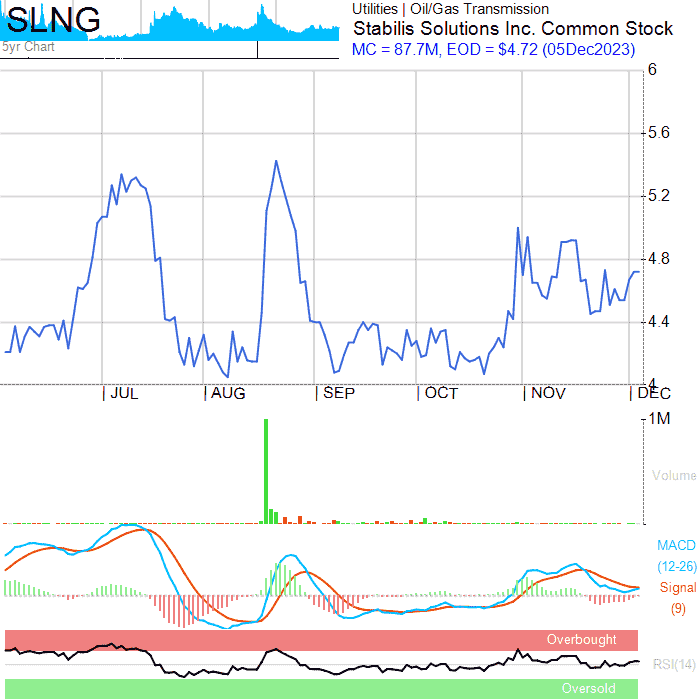 SLNG
5yr Chart
Utilities | Oil/Gas Transmission
Stabilis Solutions Inc. Common Stock
MC = 87.7M, EOD = $4.72 (05Dec2023)
6
5.6
5.2
4.8
4.4
4
| JUL | AUG | SEP | OCT | NOV | DEC
1M
Volume
MACD
(12-26)
Signal
(9)
Overbought
RSI(14)
Oversold